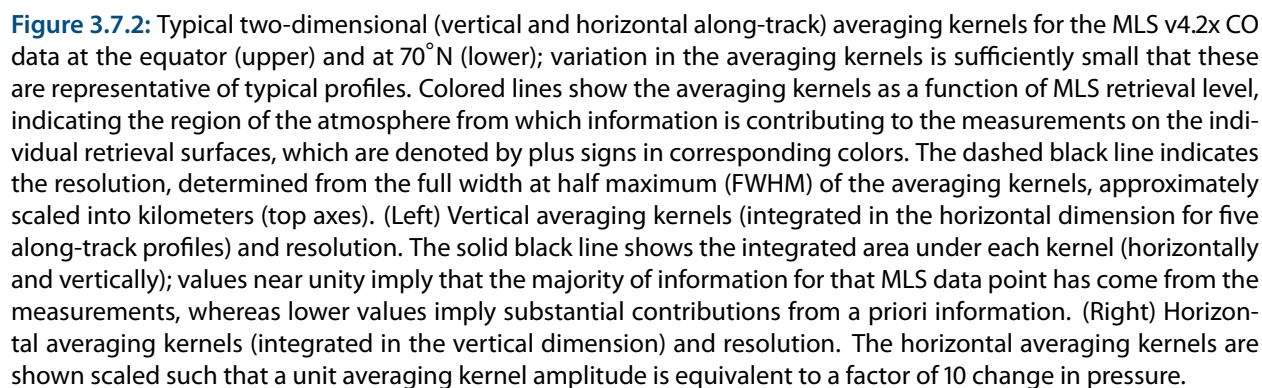 Figure 3.7.2: Typical two-dimensional (vertical and horizontal along-track) averaging kernels for the MLS v4.2x CO
data at the equator (upper) and at 70°N (lower); variation in the averaging kernels is sufficiently small that these
are representative of typical profiles. Colored lines show the averaging kernels as a function of MLS retrieval level,
indicating the region of the atmosphere from which information is contributing to the measurements on the indi-
vidual retrieval surfaces, which are denoted by plus signs in corresponding colors. The dashed black line indicates
the resolution, determined from the full width at half maximum (FWHM) of the averaging kernels, approximately
scaled into kilometers (top axes). (Left) Vertical averaging kernels (integrated in the horizontal dimension for five
along-track profiles) and resolution. The solid black line shows the integrated area under each kernel (horizontally
and vertically); values near unity imply that the majority of information for that MLS data point has come from the
measurements, whereas lower values imply substantial contributions from a priori information. (Right) Horizon-
tal averaging kernels (integrated in the vertical dimension) and resolution. The horizontal averaging kernels are
shown scaled such that a unit averaging kernel amplitude is equivalent to a factor of 10 change in pressure.